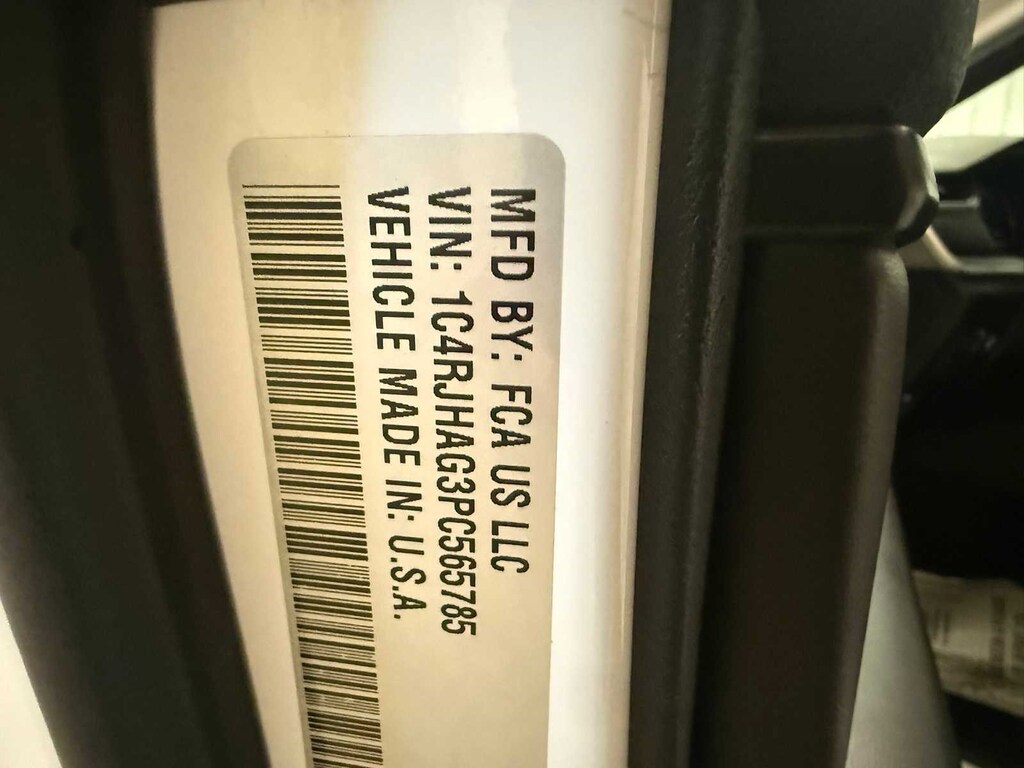 MFD BY: FCA US LLC
VIN: 1C4RJHAG3PC565785
VEHICLE MADE IN: U.S.A.